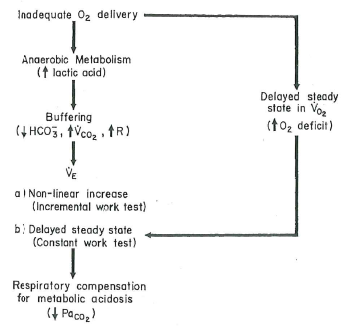 Inadequate O₂ delivery
Anaerobic Metabolism
(↑ lactic acid)
Buffering
(↓HCO₃⁻, ↑V̇CO₂, ↑R)
V̇E
a) Non-linear increase
(Incremental work test)
b) Delayed steady state
(Constant work test)
Respiratory compensation
for metabolic acidosis
(↓ PaCO₂)
Delayed steady
state in V̇O₂
(↑O₂ deficit)